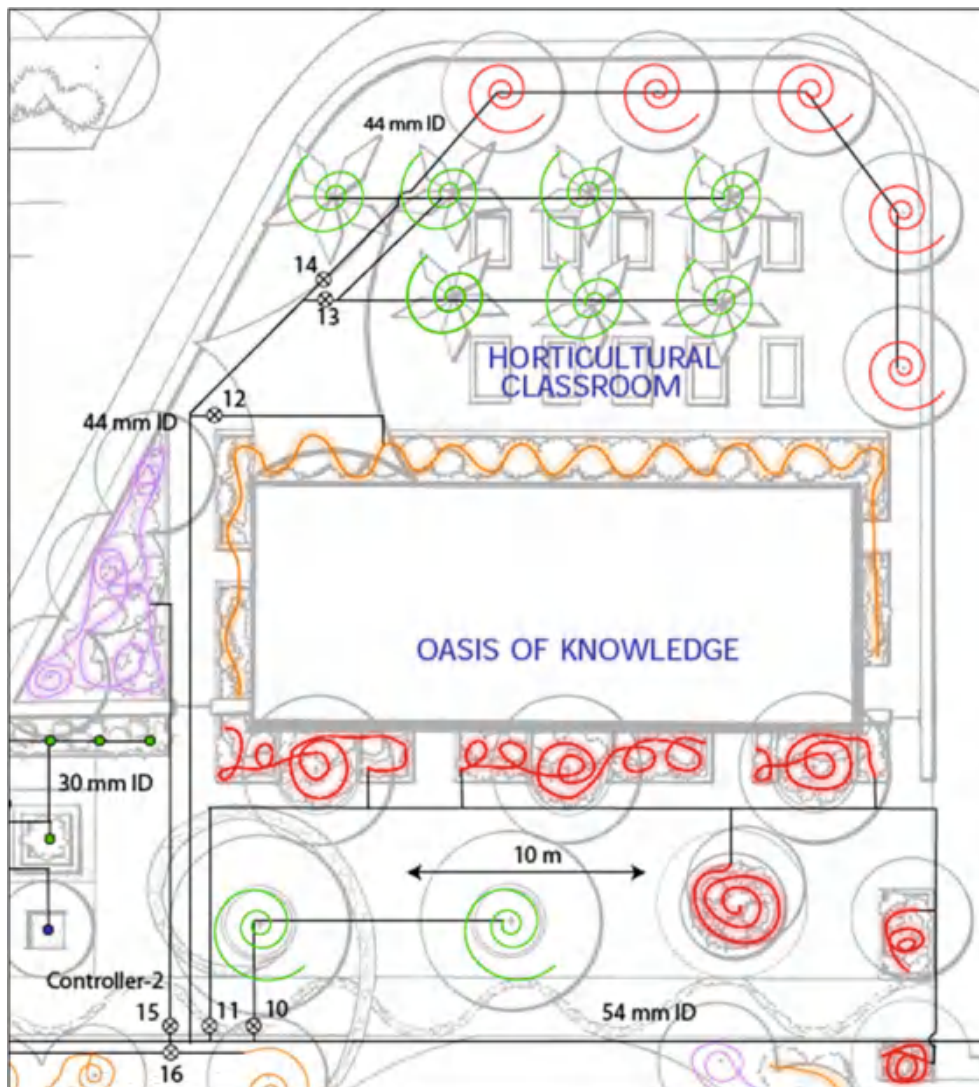 44 mm ID
14
13
HORTICULTURAL
CLASSROOM
12
44 mm ID
OASIS OF KNOWLEDGE
30 mm ID
10 m
Controller-2
15
11
10
54 mm ID
16